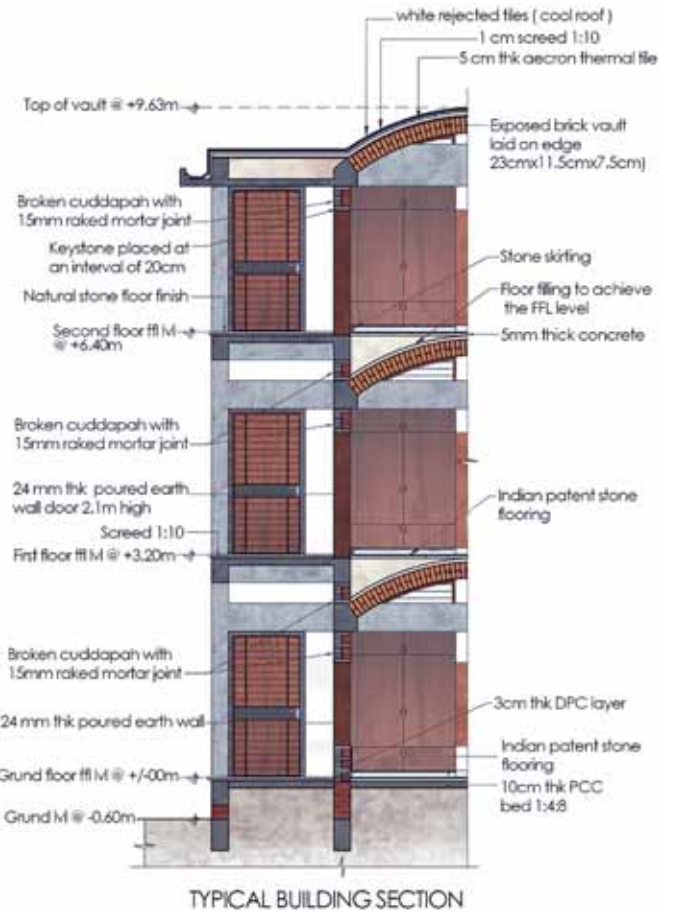 white rejected tiles ( cool roof )
1 cm screed 1:10
5 cm thk aecron thermal tile
Top of vault @ +9.63m
Exposed brick vault
laid on edge
23cmx11.5cmx7.5cm)
Broken cuddapah with
15mm raked mortar joint
Keystone placed at
an interval of 20cm
Natural stone floor finish
Second floor ffl M
@ +6.40m
Stone skirting
Floor filling to achieve
the FFL level
5mm thick concrete
Broken cuddapah with
15mm raked mortar joint
24 mm thk poured earth
wall door 2.1m high
Screed 1:10
First floor ffl M @ +3.20m
Indian patent stone
flooring
Broken cuddapah with
15mm raked mortar joint
24 mm thk poured earth wall
Grund floor ffl M @ +/-00m
Grund M @ -0.60m
3cm thk DPC layer
Indian patent stone
flooring
10cm thk PCC
bed 1:4:8
TYPICAL BUILDING SECTION